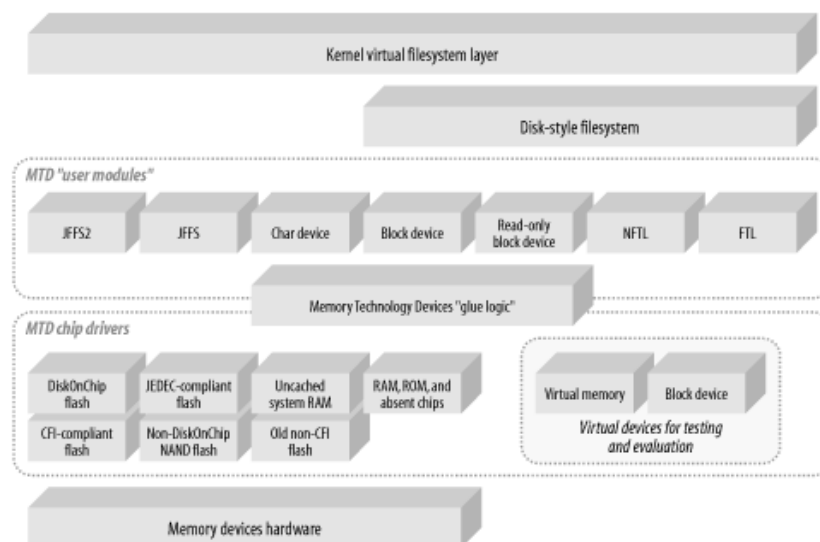 Kernel virtual filesystem layer
Disk-style filesystem
MTD "user modules"
JFFS2
JFFS
Char device
Block device
Read-only
block device
NFTL
FTL
Memory Technology Devices "glue logic"
MTD chip drivers
DiskOnChip
flash
JEDEC-compliant
flash
Uncached
system RAM
RAM, ROM, and
absent chips
Virtual memory
Block device
CFI-compliant
flash
Non-DiskOnChip
NAND flash
Old non-CFI
flash
Virtual devices for testing
and evaluation
Memory devices hardware